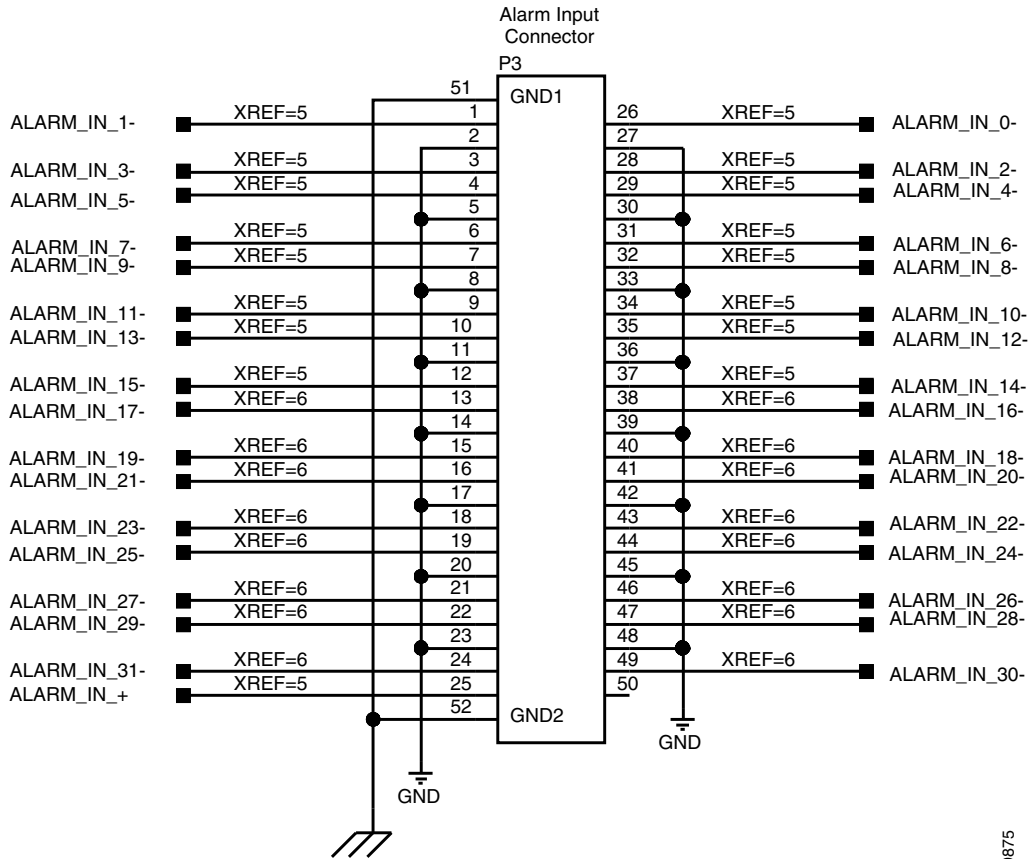 Alarm Input
Connector
P3
51 GND1
ALARM_IN_1- XREF=5 1 26 XREF=5 ALARM_IN_0-
2 27
ALARM_IN_3- XREF=5 3 28 XREF=5 ALARM_IN_2-
ALARM_IN_5- XREF=5 4 29 XREF=5 ALARM_IN_4-
5 30
ALARM_IN_7- XREF=5 6 31 XREF=5 ALARM_IN_6-
ALARM_IN_9- XREF=5 7 32 XREF=5 ALARM_IN_8-
8 33
ALARM_IN_11- XREF=5 9 34 XREF=5 ALARM_IN_10-
ALARM_IN_13- XREF=5 10 35 XREF=5 ALARM_IN_12-
11 36
ALARM_IN_15- XREF=5 12 37 XREF=5 ALARM_IN_14-
ALARM_IN_17- XREF=6 13 38 XREF=6 ALARM_IN_16-
14 39
ALARM_IN_19- XREF=6 15 40 XREF=6 ALARM_IN_18-
ALARM_IN_21- XREF=6 16 41 XREF=6 ALARM_IN_20-
17 42
ALARM_IN_23- XREF=6 18 43 XREF=6 ALARM_IN_22-
ALARM_IN_25- XREF=6 19 44 XREF=6 ALARM_IN_24-
20 45
ALARM_IN_27- XREF=6 21 46 XREF=6 ALARM_IN_26-
ALARM_IN_29- XREF=6 22 47 XREF=6 ALARM_IN_28-
23 48
ALARM_IN_31- XREF=6 24 49 XREF=6 ALARM_IN_30-
ALARM_IN_+ XREF=5 25 50
52 GND2
GND
GND